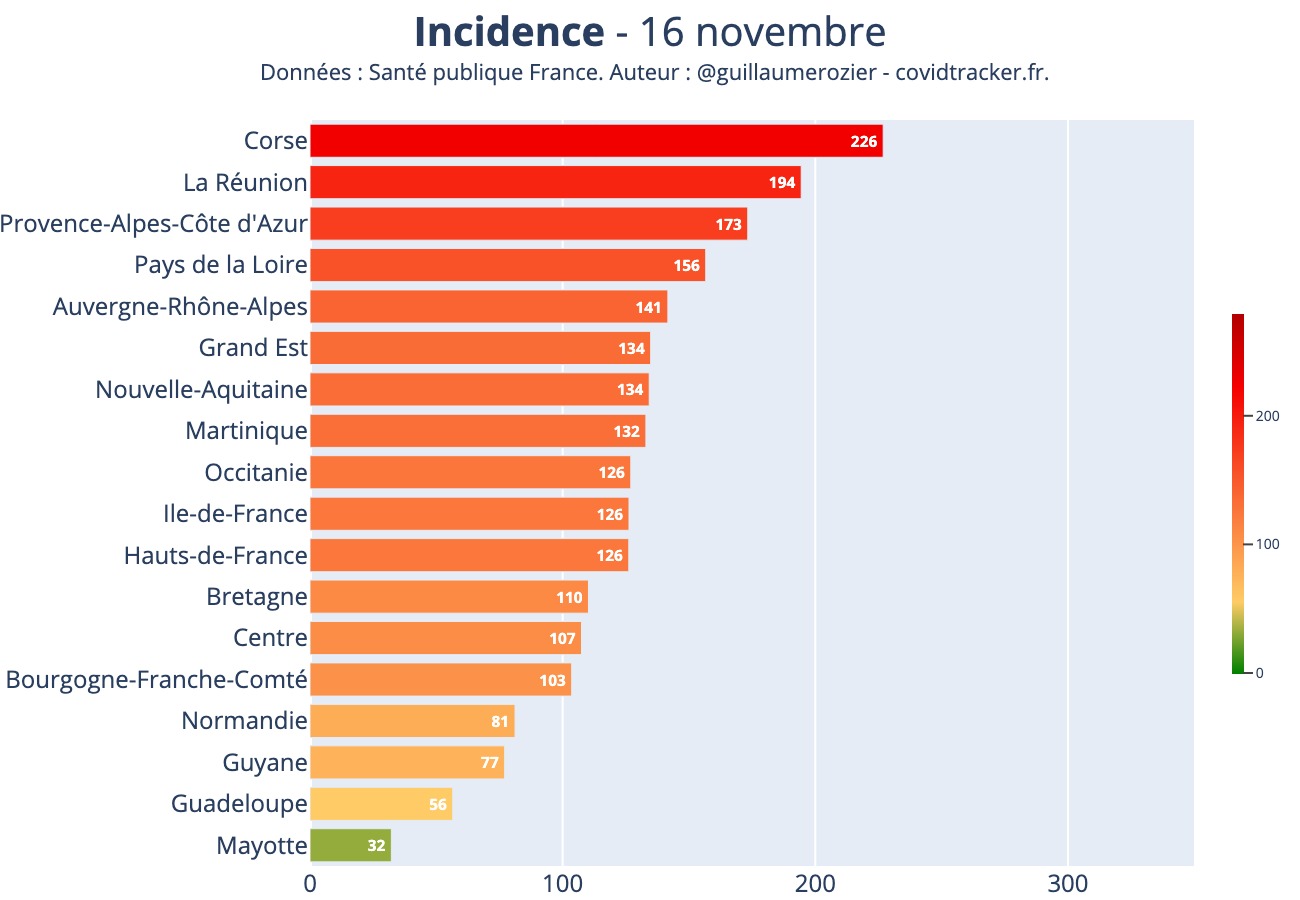 Incidence - 16 novembre
Données : Santé publique France. Auteur : @guillaumerozier - covidtracker.fr.
Corse 226
La Réunion 194
Provence-Alpes-Côte d'Azur 173
Pays de la Loire 156
Auvergne-Rhône-Alpes 141
Grand Est 134
Nouvelle-Aquitaine 134
Martinique 132
Occitanie 126
Ile-de-France 126
Hauts-de-France 126
Bretagne 110
Centre 107
Bourgogne-Franche-Comté 103
Normandie 81
Guyane 77
Guadeloupe 56
Mayotte 32
0 100 200 300
200
100
0